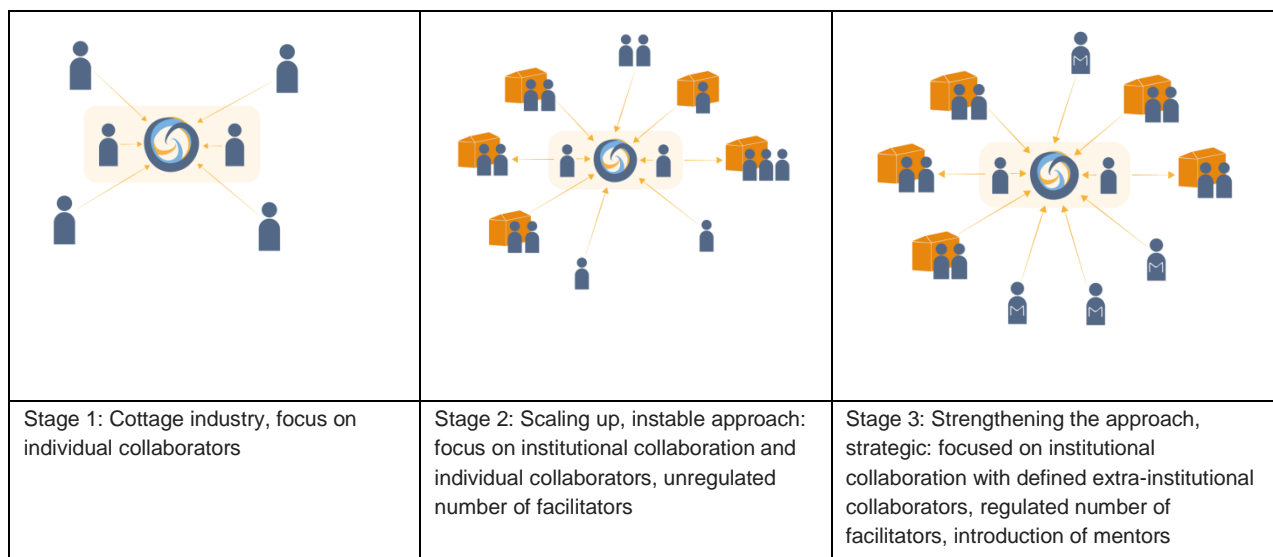 M
M
M
M
Stage 1: Cottage industry, focus on
individual collaborators
Stage 2: Scaling up, instable approach:
focus on institutional collaboration and
individual collaborators, unregulated
number of facilitators
Stage 3: Strengthening the approach,
strategic: focused on institutional
collaboration with defined extra-institutional
collaborators, regulated number of
facilitators, introduction of mentors